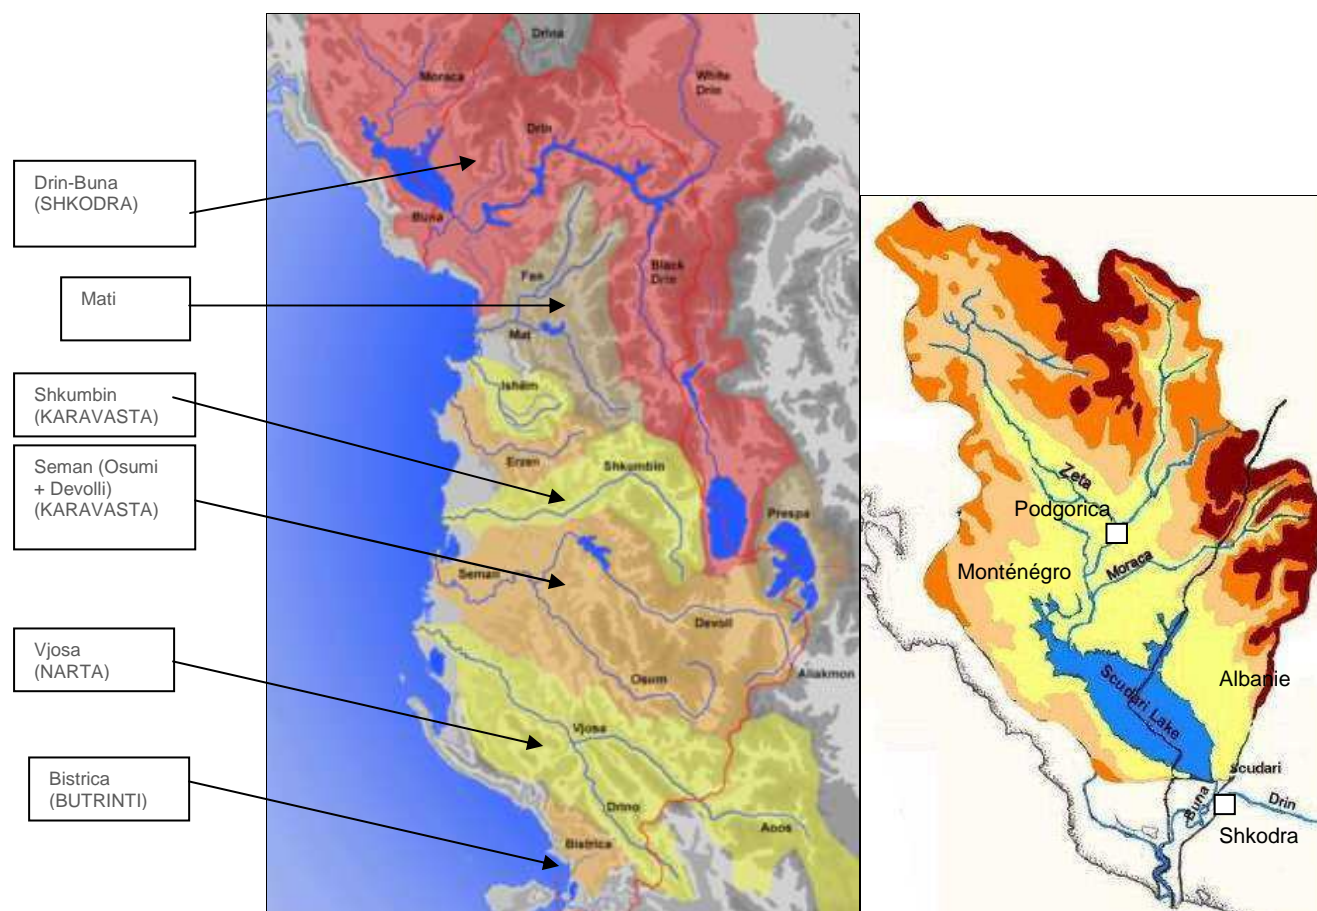 Drin-Buna
(SHKODRA)
Mati
Shkumbin
(KARAVASTA)
Seman (Osumi
+ Devolli)
(KARAVASTA)
Vjosa
(NARTA)
Bistrica
(BUTRINTI)
Drina
Moraca
White
Drin
Drin
Buna
Black
Drin
Fan
Mat
Ishëm
Erzen
Shkumbin
Prespa
Seman
Devoll
Osum
Aliakmon
Vjosa
Drino
Aoos
Bistrica
Zeta
Podgorica
Moraca
Monténégro
Albanie
Scudari Lake
Scudari
Buna
Drin
Shkodra